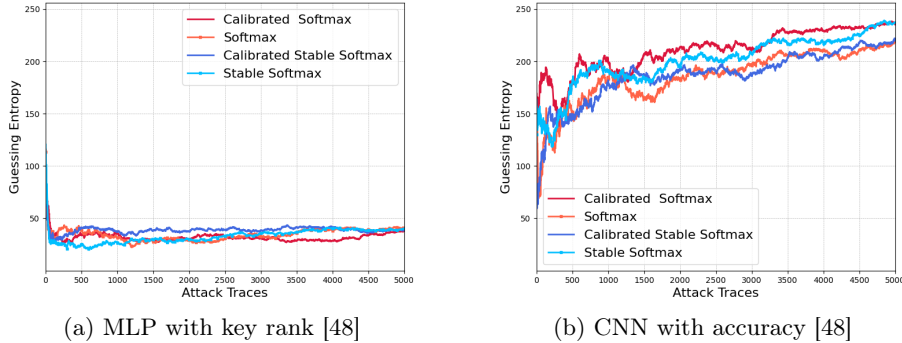 250
200
150
100
50
Guessing Entropy
Calibrated Softmax
Softmax
Calibrated Stable Softmax
Stable Softmax
0 500 1000 1500 2000 2500 3000 3500 4000 4500 5000
Attack Traces
(a) MLP with key rank [48]
250
200
150
100
50
Guessing Entropy
Calibrated Softmax
Softmax
Calibrated Stable Softmax
Stable Softmax
0 500 1000 1500 2000 2500 3000 3500 4000 4500 5000
Attack Traces
(b) CNN with accuracy [48]